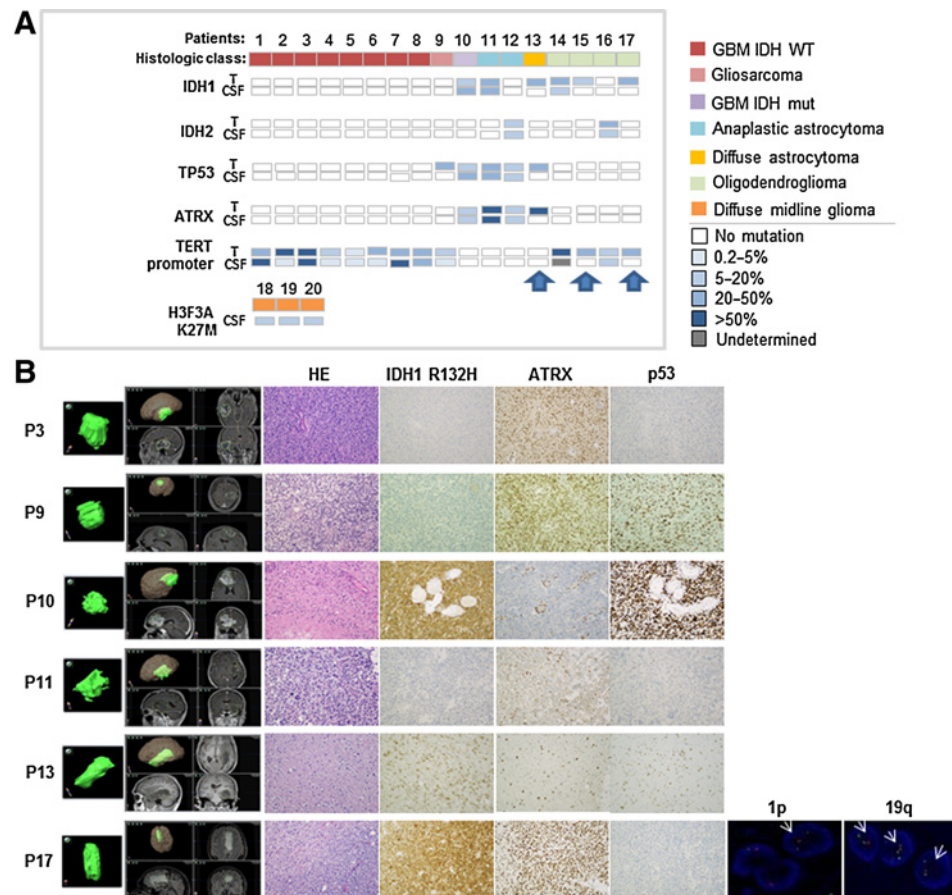 A
Patients: 1 2 3 4 5 6 7 8 9 10 11 12 13 14 15 16 17
Histologic class:
IDH1 T CSF
IDH2 T CSF
TP53 T CSF
ATRX T CSF
TERT promoter T CSF
18 19 20
H3F3A K27M CSF
GBM IDH WT
Gliosarcoma
GBM IDH mut
Anaplastic astrocytoma
Diffuse astrocytoma
Oligodendroglioma
Diffuse midline glioma
No mutation
0.2–5%
5–20%
20–50%
>50%
Undetermined
B
HE IDH1 R132H ATRX p53
P3
P9
P10
P11
P13
P17
1p 19q